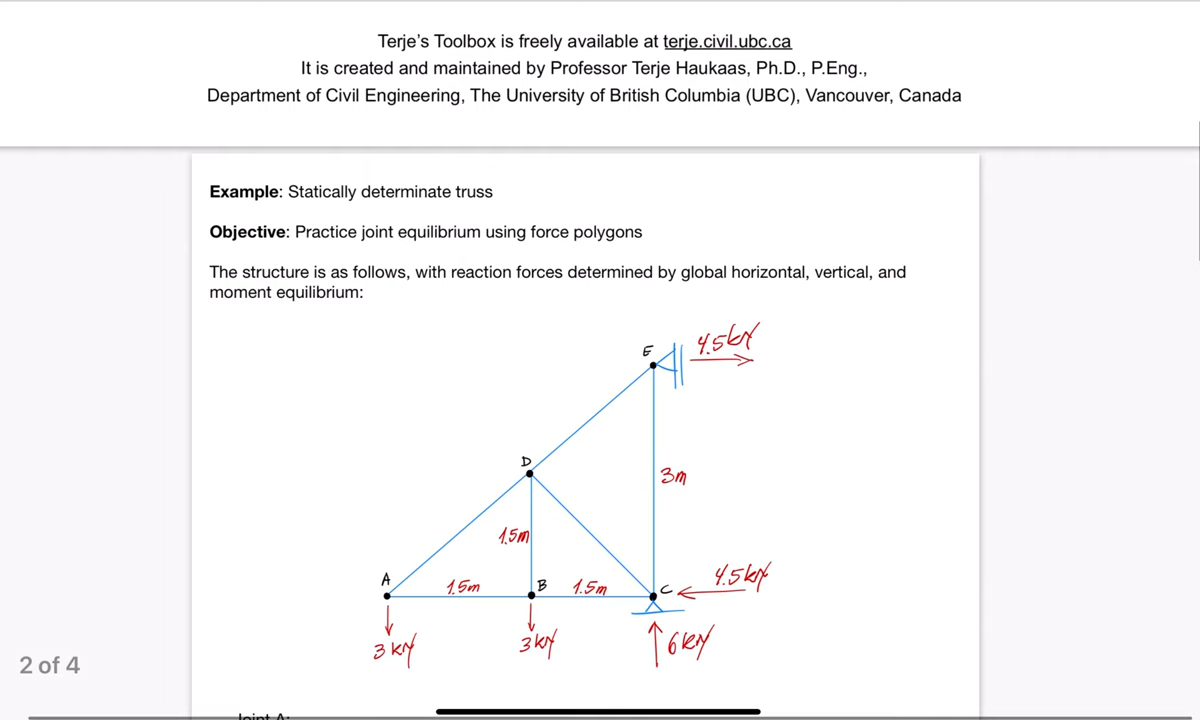 Terje’s Toolbox is freely available at terje.civil.ubc.ca
It is created and maintained by Professor Terje Haukaas, Ph.D., P.Eng.,
Department of Civil Engineering, The University of British Columbia (UBC), Vancouver, Canada
Example: Statically determinate truss
Objective: Practice joint equilibrium using force polygons
The structure is as follows, with reaction forces determined by global horizontal, vertical, and
moment equilibrium:
E
4.5kN
D
3m
1.5m
A
1.5m
B
1.5m
C
4.5kN
3kN
3kN
6kN
2 of 4
Joint A: